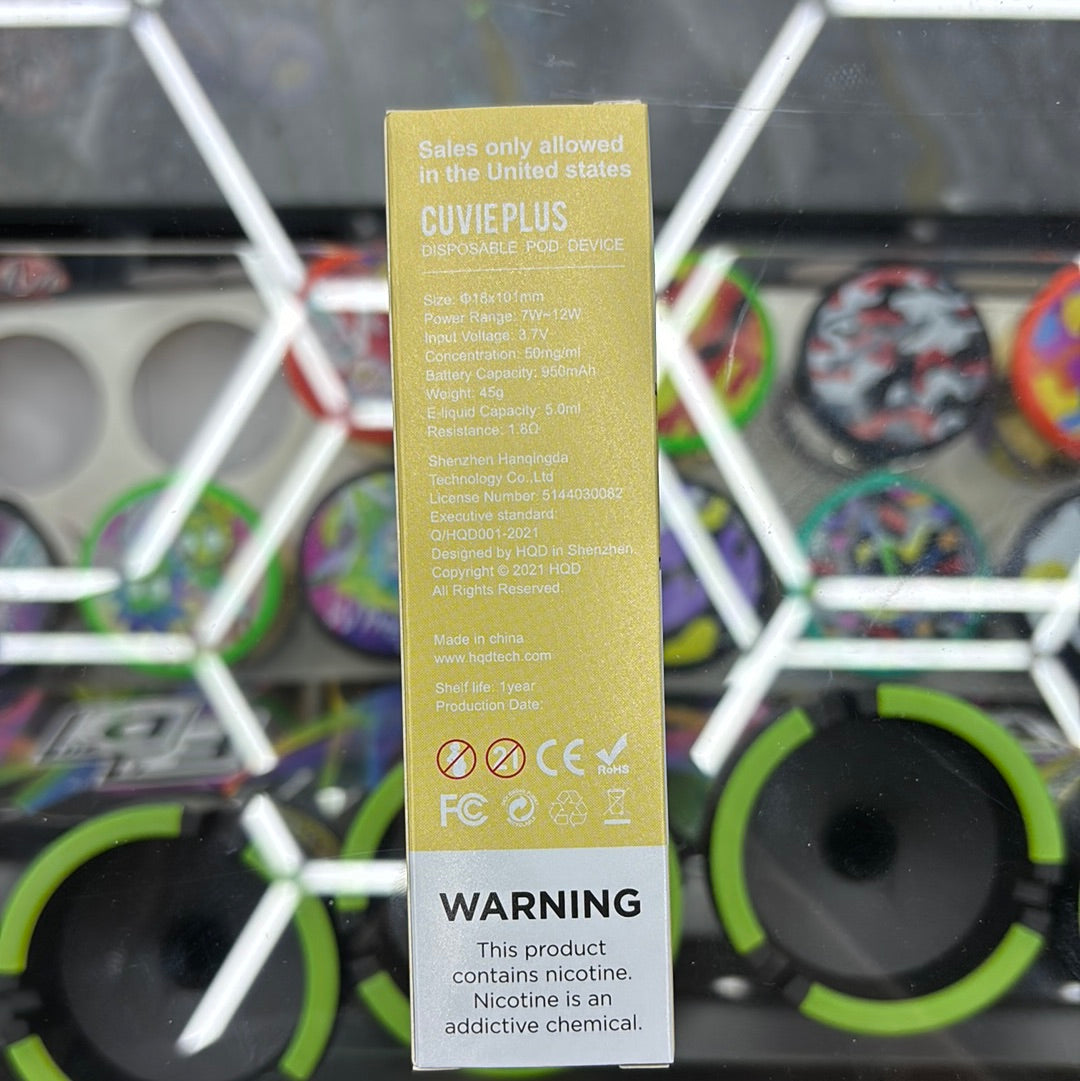 Sales only allowed
in the United states
CUVIEPLUS
DISPOSABLE POD DEVICE
Size: Φ18x101mm
Power Range: 7W~12W
Input Voltage: 3.7V
Concentration: 50mg/ml
Battery Capacity: 950mAh
Weight: 45g
E-liquid Capacity: 5.0ml
Resistance: 1.8Ω
Shenzhen Hanqingda
Technology Co.,Ltd
License Number: 5144030082
Executive standard:
Q/HQD001-2021
Designed by HQD in Shenzhen.
Copyright © 2021 HQD
All Rights Reserved.
Made in china
www.hqdtech.com
Shelf life: 1year
Production Date:
21 CE RoHS
FC
WARNING
This product
contains nicotine.
Nicotine is an
addictive chemical.